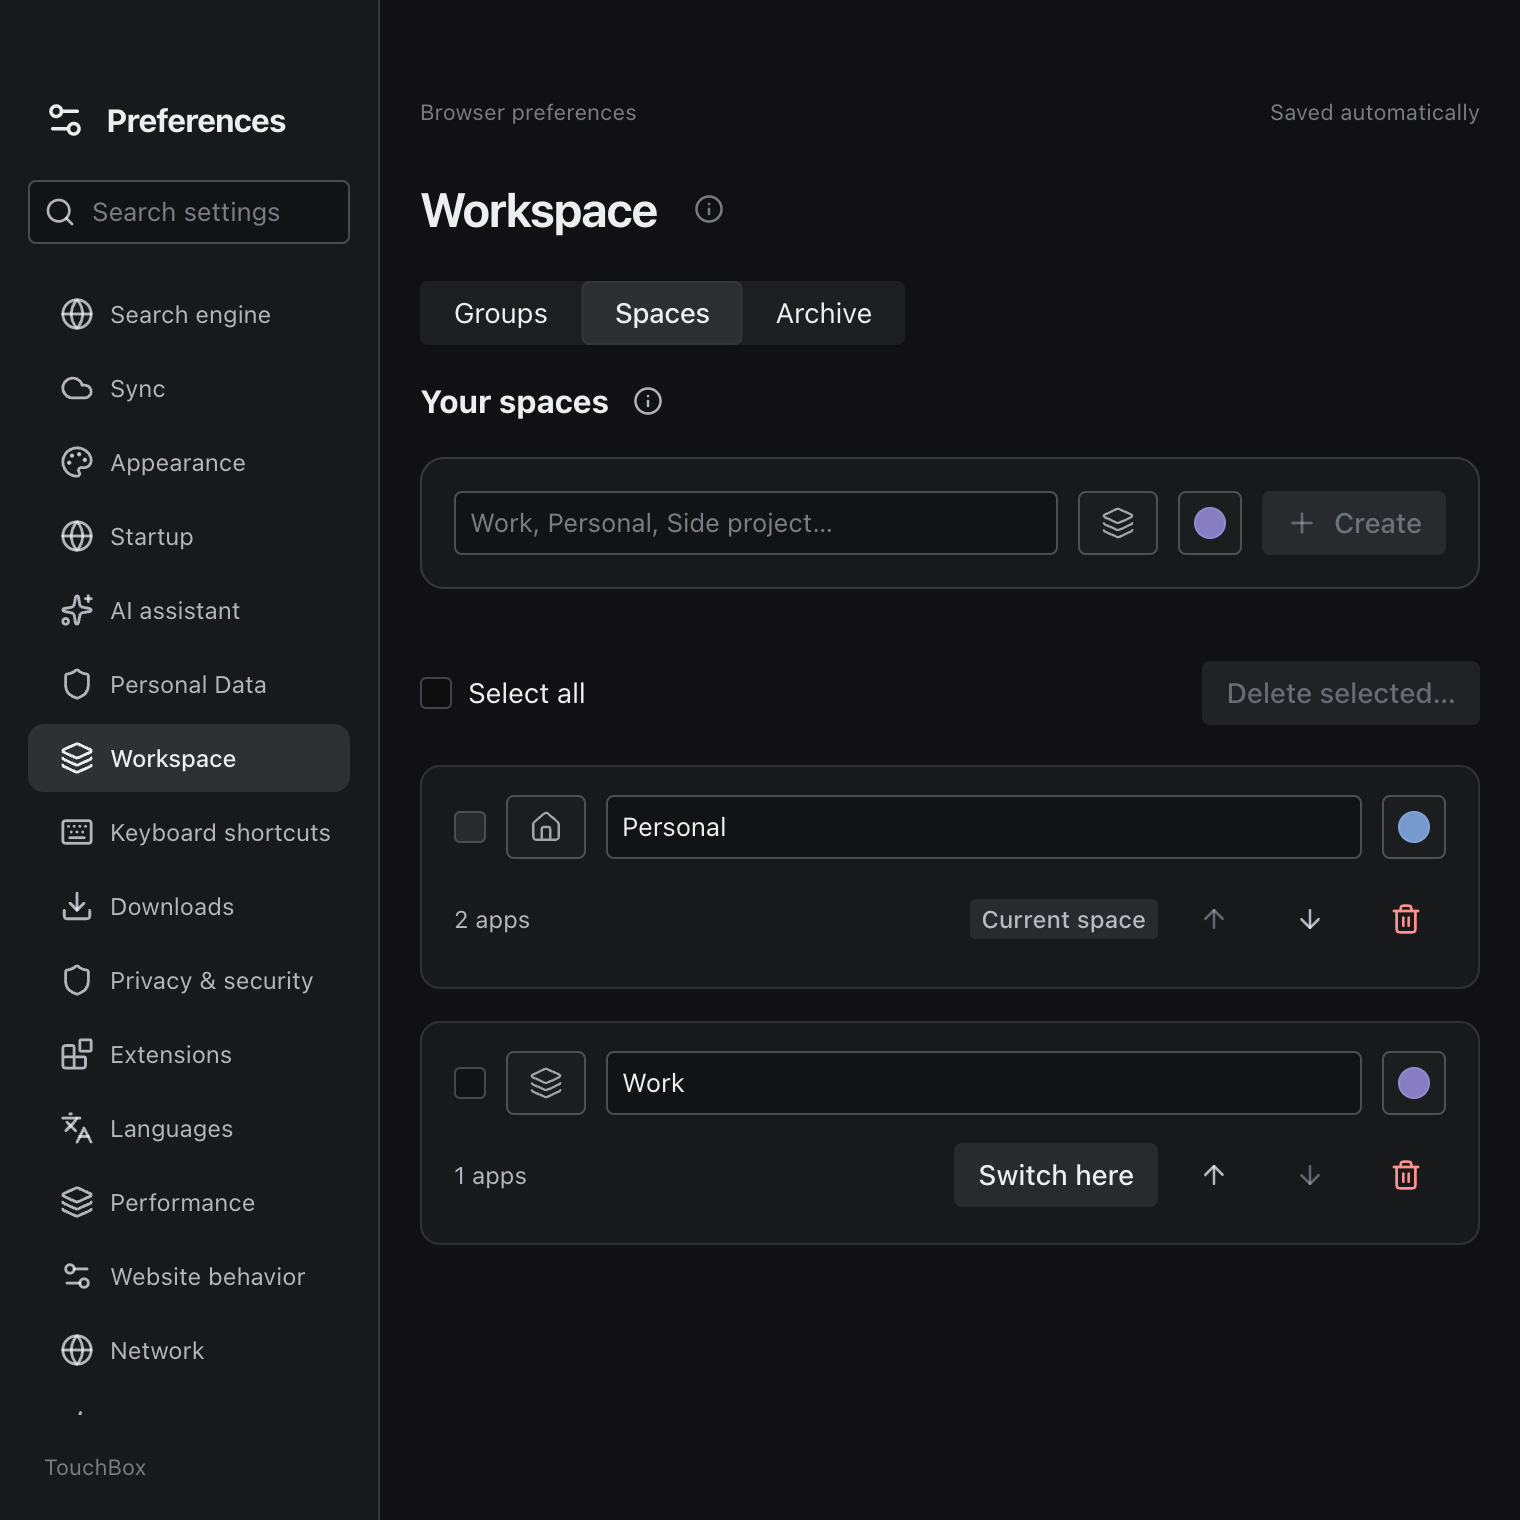 Preferences
Search settings
Search engine
Sync
Appearance
Startup
AI assistant
Personal Data
Workspace
Keyboard shortcuts
Downloads
Privacy & security
Extensions
Languages
Performance
Website behavior
Network
TouchBox
Browser preferences
Saved automatically
Workspace
Groups
Spaces
Archive
Your spaces
Work, Personal, Side project...
Create
Select all
Delete selected...
Personal
2 apps
Current space
Work
1 apps
Switch here